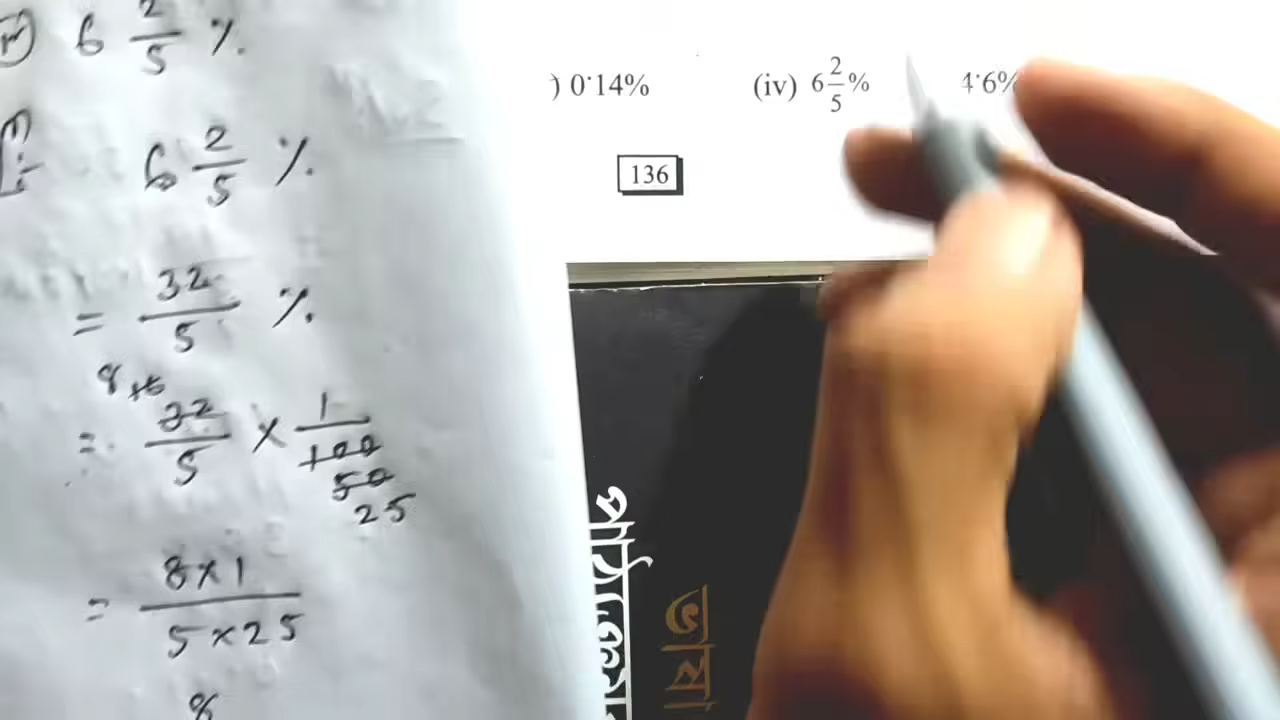 6 2/5 %.
6 2/5 %.
= 32/5 %.
8 16
= 32/5 × 1/100
50
25
= 8×1/5×25
8
) 0·14% (iv) 6 2/5% 4·6%
136